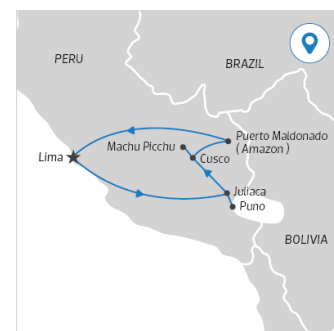 PERU
BRAZIL
Puerto Maldonado
( Amazon )
Machu Picchu
Lima
Cusco
Juliaca
Puno
BOLIVIA